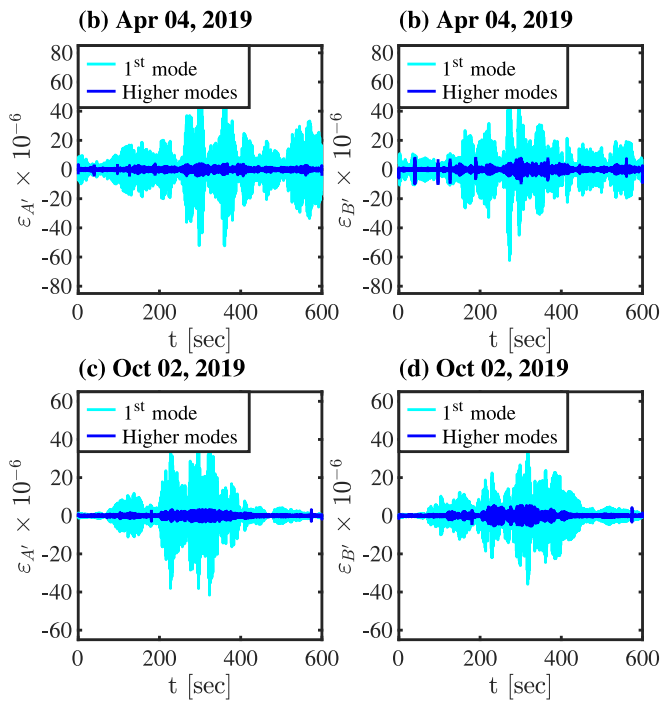 (b) Apr 04, 2019
1st mode
Higher modes
80
60
40
20
0
-20
-40
-60
-80
εA′ × 10−6
0
200
400
600
t [sec]
(b) Apr 04, 2019
1st mode
Higher modes
80
60
40
20
0
-20
-40
-60
-80
εB′ × 10−6
0
200
400
600
t [sec]
(c) Oct 02, 2019
1st mode
Higher modes
60
40
20
0
-20
-40
-60
εA′ × 10−6
0
200
400
600
t [sec]
(d) Oct 02, 2019
1st mode
Higher modes
60
40
20
0
-20
-40
-60
εB′ × 10−6
0
200
400
600
t [sec]